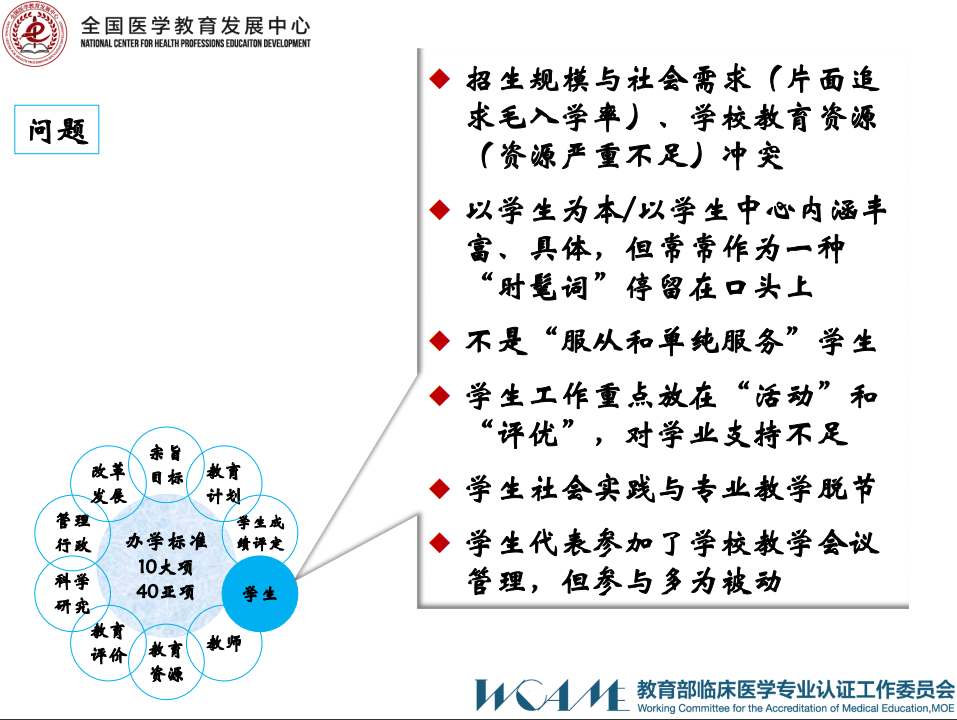 全国医学教育发展中心
NATIONAL CENTER FOR HEALTH PROFESSIONS EDUCAITON DEVELOPMENT
问题
招生规模与社会需求（片面追
求毛入学率）、学校教育资源
（资源严重不足）冲突
以学生为本/以学生中心内涵丰
富、具体，但常常作为一种
“时髦词”停留在口头上
不是“服从和单纯服务”学生
学生工作重点放在“活动”和
“评优”，对学业支持不足
学生社会实践与专业教学脱节
学生代表参加了学校教学会议
管理，但参与多为被动
宗旨
目标
教育
计划
学生成
绩评定
学生
教师
教育
资源
教育
评价
科学
研究
管理
行政
改革
发展
办学标准
10大项
40亚项
WCAME
教育部临床医学专业认证工作委员会
Working Committee for the Accreditation of Medical Education,MOE